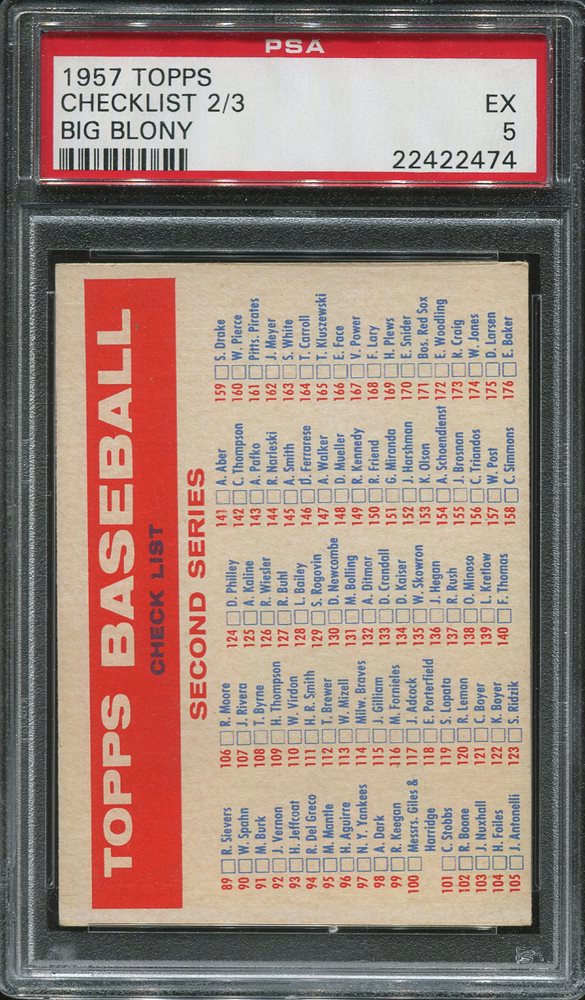 PSA
1957 TOPPS
CHECKLIST 2/3
EX
BIG BLONY
5
22422474
TOPPS BASEBALL
CHECK LIST
SECOND SERIES
89 R. Sievers
90 W. Spahn
91 M. Burk
92 J. Vernon
93 H. Jeffcoat
94 R. Del Greco
95 M. Mantle
96 H. Aguirre
97 N. Y. Yankees
98 A. Dark
99 R. Keegan
100 Messrs. Giles &
Harridge
101 C. Stobbs
102 R. Boone
103 J. Nuxhall
104 H. Foiles
105 J. Antonelli
106 R. Moore
107 J. Rivera
108 T. Byrne
109 H. Thompson
110 W. Virdon
111 H. R. Smith
112 T. Brewer
113 W. Mizell
114 Milw. Braves
115 J. Gilliam
116 M. Fornieles
117 J. Adcock
118 E. Porterfield
119 S. Lopata
120 R. Lemon
121 C. Boyer
122 K. Boyer
123 S. Ridzik
124 D. Philley
125 A. Kaline
126 R. Wiesler
127 R. Buhl
128 L. Bailey
129 S. Rogovin
130 D. Newcombe
131 M. Bolling
132 A. Ditmar
133 D. Crandall
134 D. Kaiser
135 W. Skowron
136 J. Hegan
137 R. Rush
138 O. Minoso
139 L. Kretlow
140 F. Thomas
141 A. Aber
142 C. Thompson
143 A. Pafko
144 R. Narleski
145 A. Smith
146 D. Ferrarese
147 A. Walker
148 D. Mueller
149 R. Kennedy
150 R. Friend
151 G. Miranda
152 J. Harshman
153 K. Olson
154 A. Schoendienst
155 J. Brosnan
156 C. Triandos
157 W. Post
158 C. Simmons
159 S. Drake
160 W. Pierce
161 Pitts. Pirates
162 J. Meyer
163 S. White
164 T. Carroll
165 T. Kluszewski
166 E. Face
167 V. Power
168 F. Lary
169 H. Plews
170 E. Snider
171 Bos. Red Sox
172 E. Woodling
173 R. Craig
174 W. Jones
175 D. Larsen
176 E. Baker